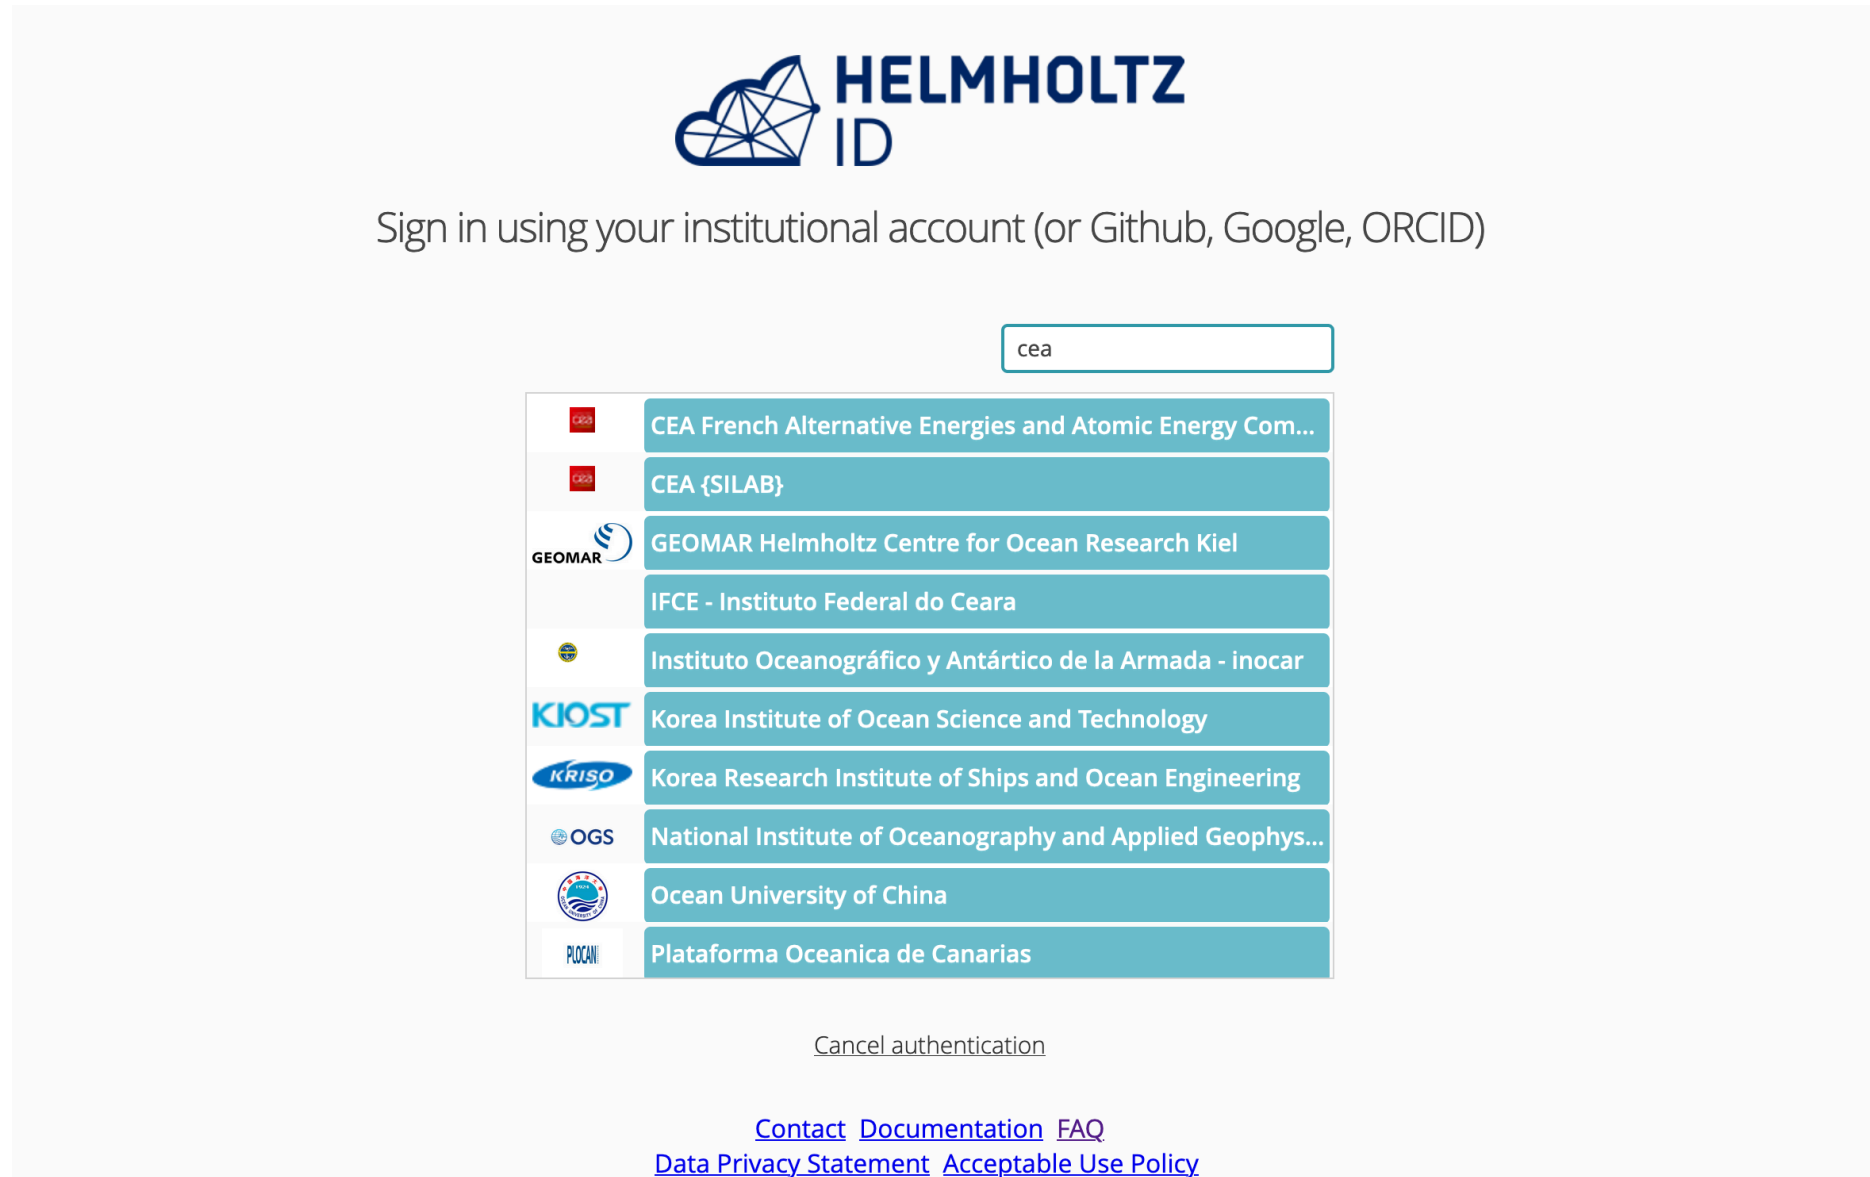 HELMHOLTZ
ID
Sign in using your institutional account (or Github, Google, ORCID)
cea
cea
CEA French Alternative Energies and Atomic Energy Com...
cea
CEA {SILAB}
GEOMAR
GEOMAR Helmholtz Centre for Ocean Research Kiel
IFCE - Instituto Federal do Ceara
Instituto Oceanográfico y Antártico de la Armada - inocar
KIOST
Korea Institute of Ocean Science and Technology
KRISO
Korea Research Institute of Ships and Ocean Engineering
OGS
National Institute of Oceanography and Applied Geophys...
Ocean University of China
PLOCAN
Plataforma Oceanica de Canarias
Cancel authentication
Contact Documentation FAQ
Data Privacy Statement Acceptable Use Policy